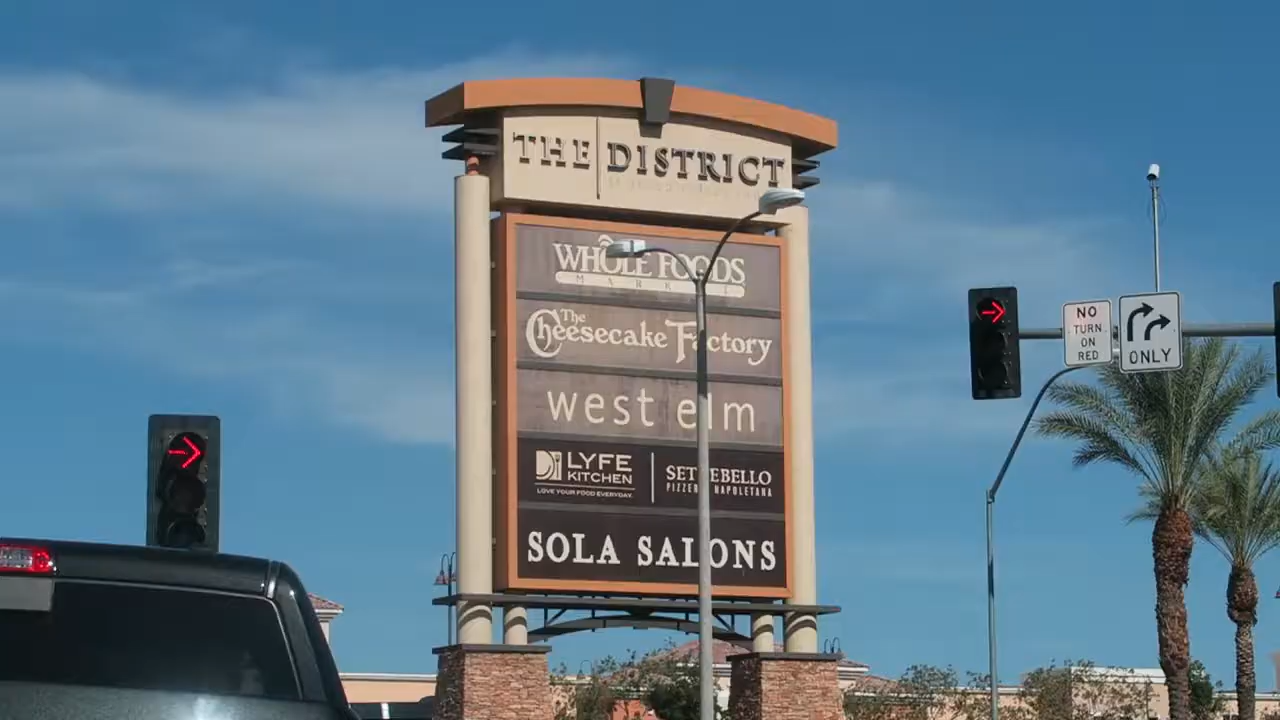 THE DISTRICT
WHOLE FOODS
MARKET
The Cheesecake Factory
west elm
LYFE
KITCHEN
LOVE YOUR FOOD EVERYDAY.
SETTEBELLO
PIZZERIA NAPOLETANA
SOLA SALONS
NO
TURN
ON
RED
ONLY